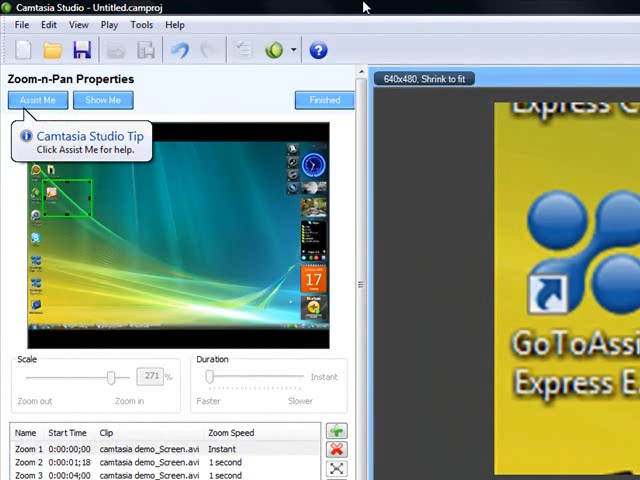 Camtasia Studio - Untitled.camproj
File Edit View Play Tools Help
Zoom-n-Pan Properties
Assist Me Show Me Finished
Camtasia Studio Tip
Click Assist Me for help.
17
Scale
271 %
Zoom out Zoom in
Duration
Instant
Faster Slower
Name Start Time Clip Zoom Speed
Zoom 1 0:00:00;00 camtasia demo_Screen.avi Instant
Zoom 2 0:00:01;18 camtasia demo_Screen.avi 1 second
Zoom 3 0:00:04;00 camtasia demo_Screen.avi 1 second
640x480, Shrink to fit
Express C
GoToAssi
Express E